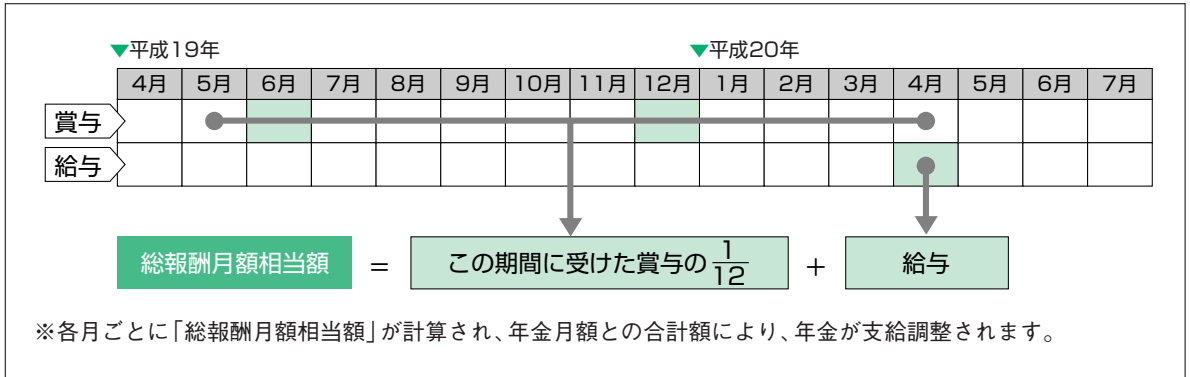 ▼平成19年 ▼平成20年
4月 5月 6月 7月 8月 9月 10月 11月 12月 1月 2月 3月 4月 5月 6月 7月
賞与
給与
総報酬月額相当額 = この期間に受けた賞与の1/12 + 給与
※各月ごとに「総報酬月額相当額」が計算され、年金月額との合計額により、年金が支給調整されます。